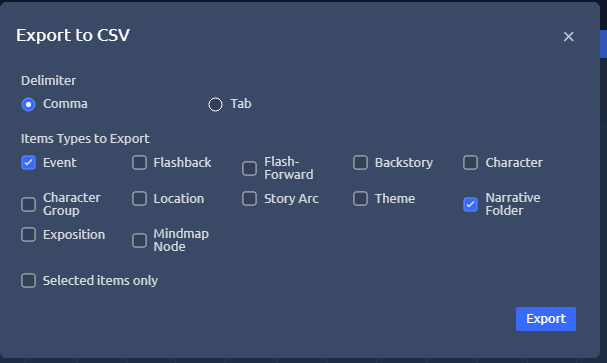 Export to CSV
Delimiter
Comma Tab
Items Types to Export
Event Flashback Flash-
Forward Backstory Character
Character
Group Location Story Arc Theme Narrative
Folder
Exposition Mindmap
Node
Selected items only
Export